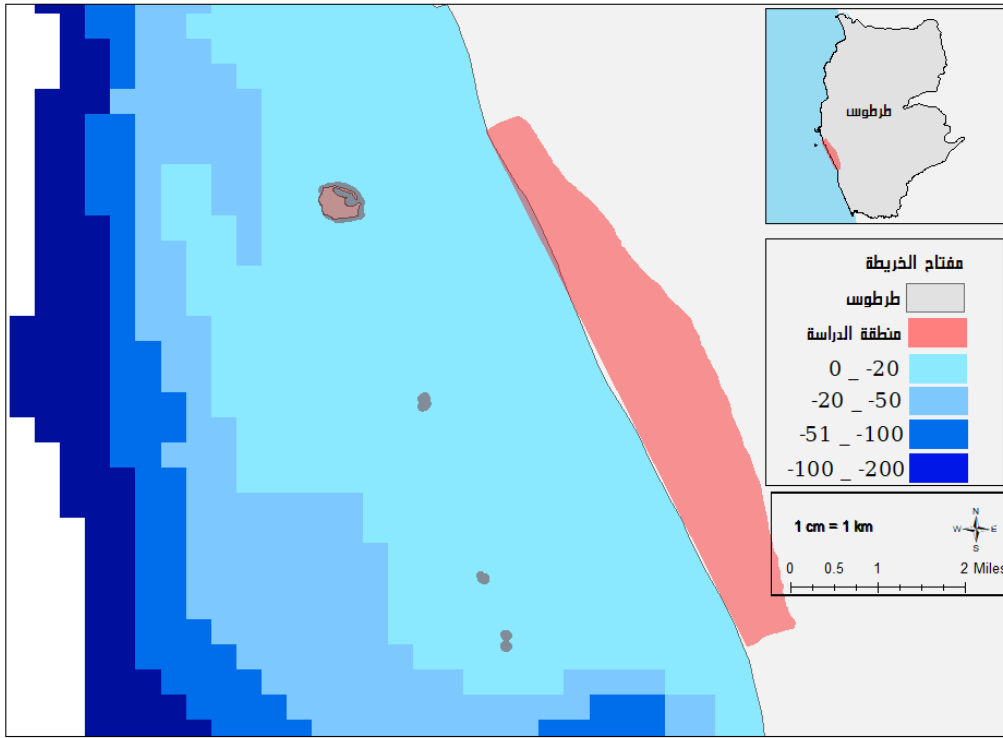 طرطوس
مفتاح الخريطة
طرطوس
منطقة الدراسة
0 _ -20
-20 _ -50
-51 _ -100
-100 _ -200
1 cm = 1 km
N
W E
S
0 0.5 1 2 Miles